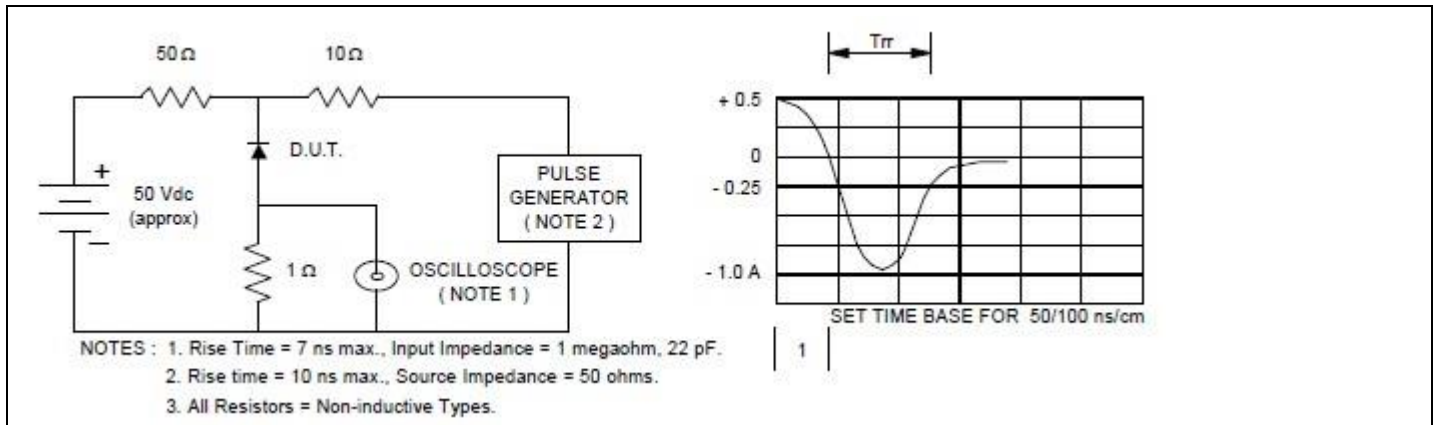 50 Ω
10 Ω
D.U.T.
+
50 Vdc
(approx)
−
1 Ω
OSCILLOSCOPE
( NOTE 1 )
PULSE
GENERATOR
( NOTE 2 )
Trr
+ 0.5
0
- 0.25
- 1.0 A
SET TIME BASE FOR 50/100 ns/cm
1
NOTES : 1. Rise Time = 7 ns max., Input Impedance = 1 megaohm, 22 pF.
2. Rise time = 10 ns max., Source Impedance = 50 ohms.
3. All Resistors = Non-inductive Types.